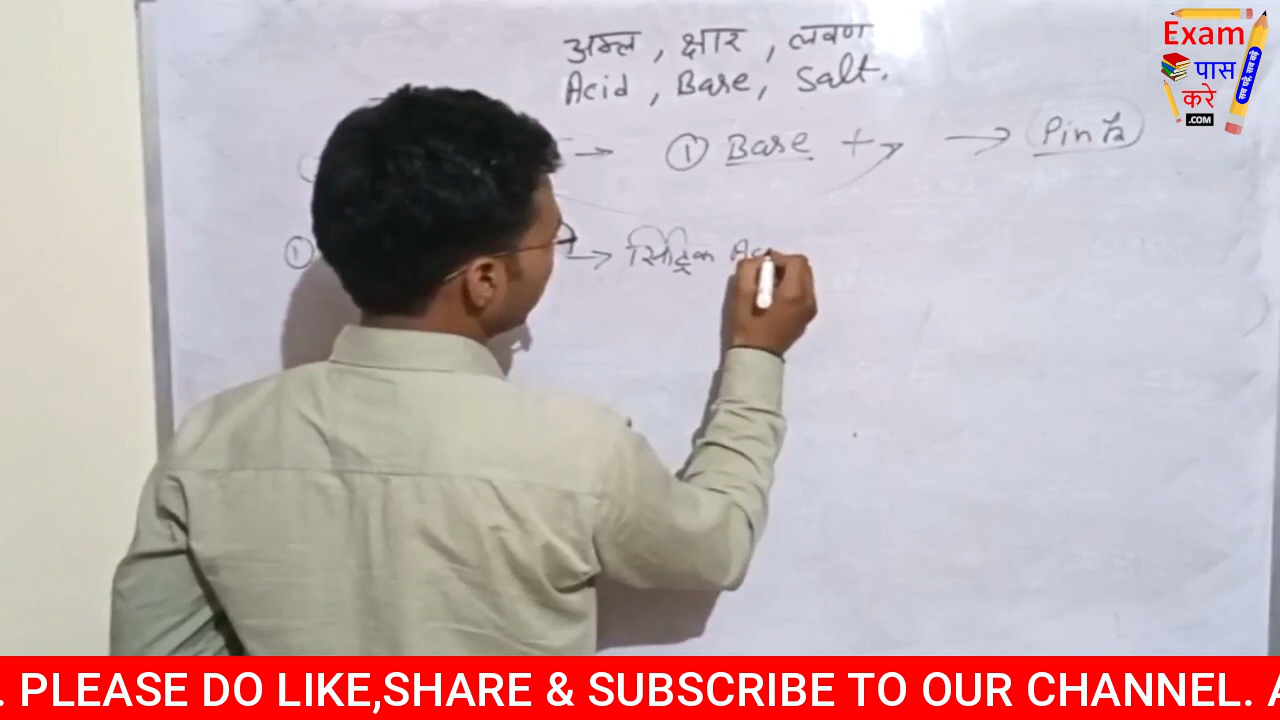 अम्ल, क्षार, लवण
Acid, Base, Salt.
→ ① Base + → Pink
① → सिट्रिक Ac
Exam
पास
करे
.COM
. PLEASE DO LIKE,SHARE & SUBSCRIBE TO OUR CHANNEL. A